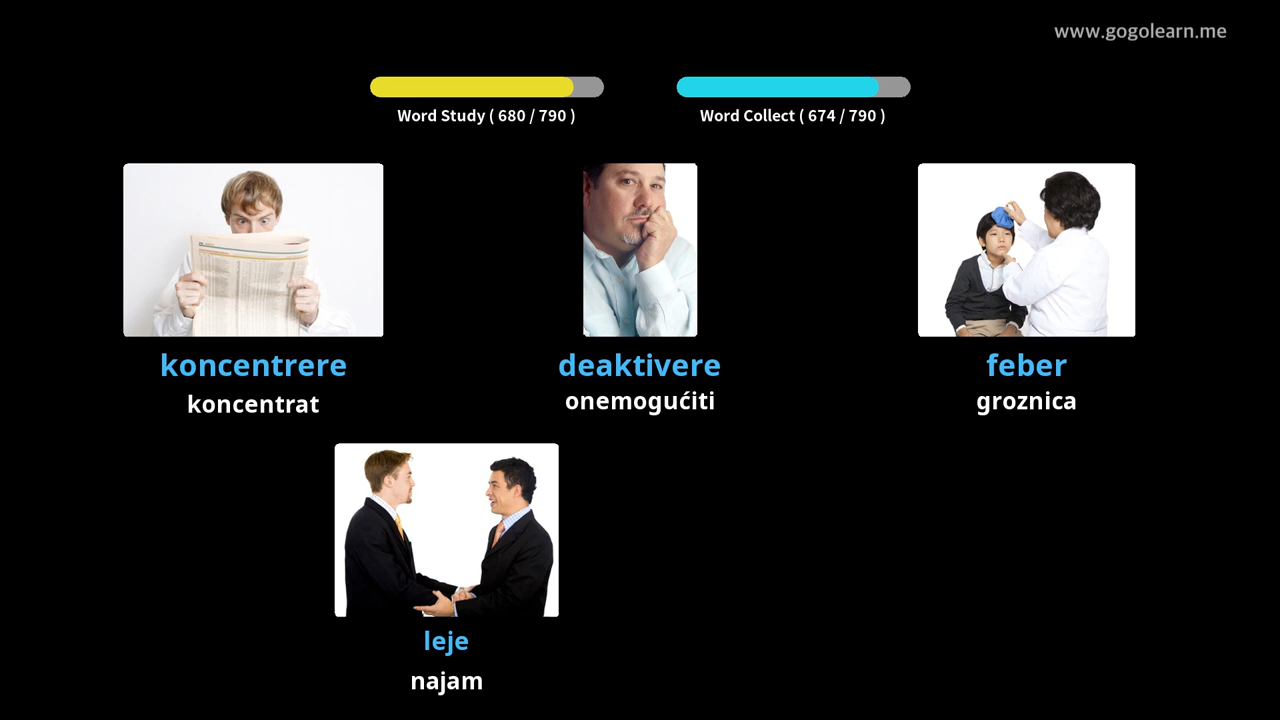 www.gogolearn.me
Word Study ( 680 / 790 )
Word Collect ( 674 / 790 )
koncentrere
koncentrat
deaktivere
onemogućiti
feber
groznica
leje
najam